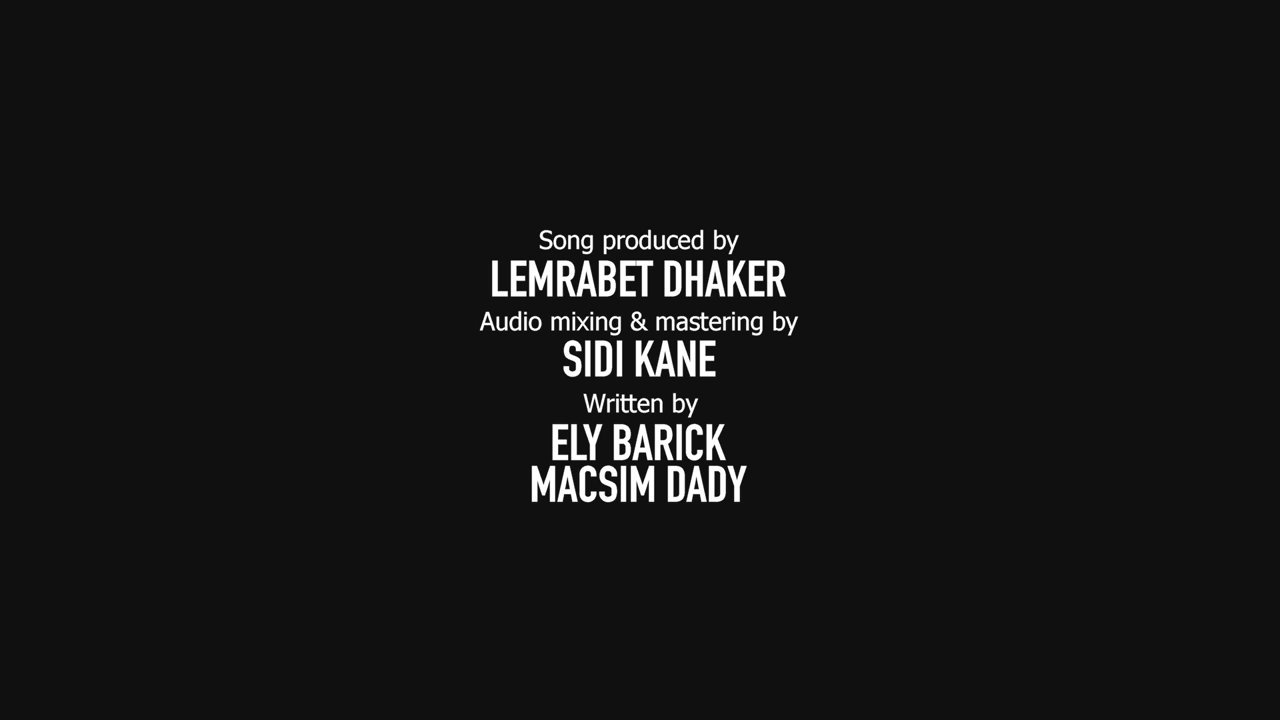 Song produced by
LEMRABET DHAKER
Audio mixing & mastering by
SIDI KANE
Written by
ELY BARICK
MACSIM DADY